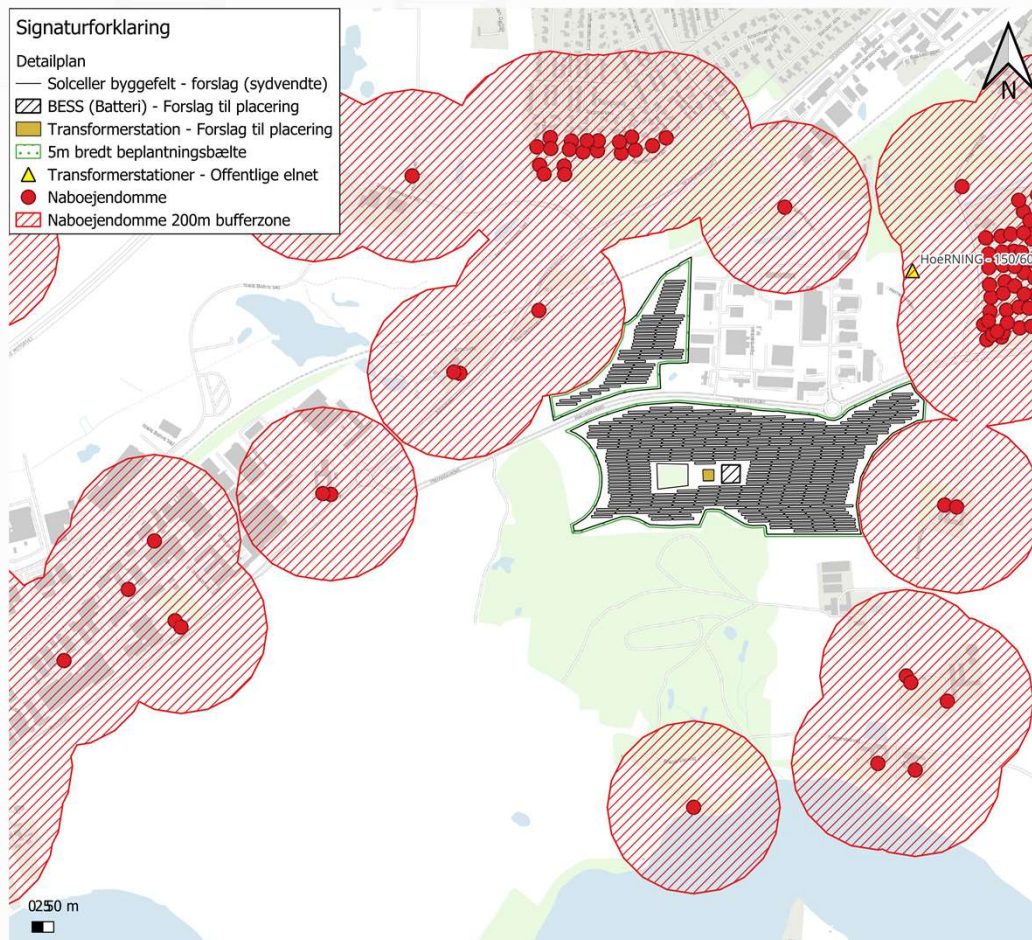 Signaturforklaring
Detailplan
Solceller byggefelt - forslag (sydvendte)
BESS (Batteri) - Forslag til placering
Transformerstation - Forslag til placering
5m bredt beplantningsbælte
Transformerstationer - Offentlige elnet
Naboejendomme
Naboejendomme 200m bufferzone
N
HoeRNING - 150/60
50 m